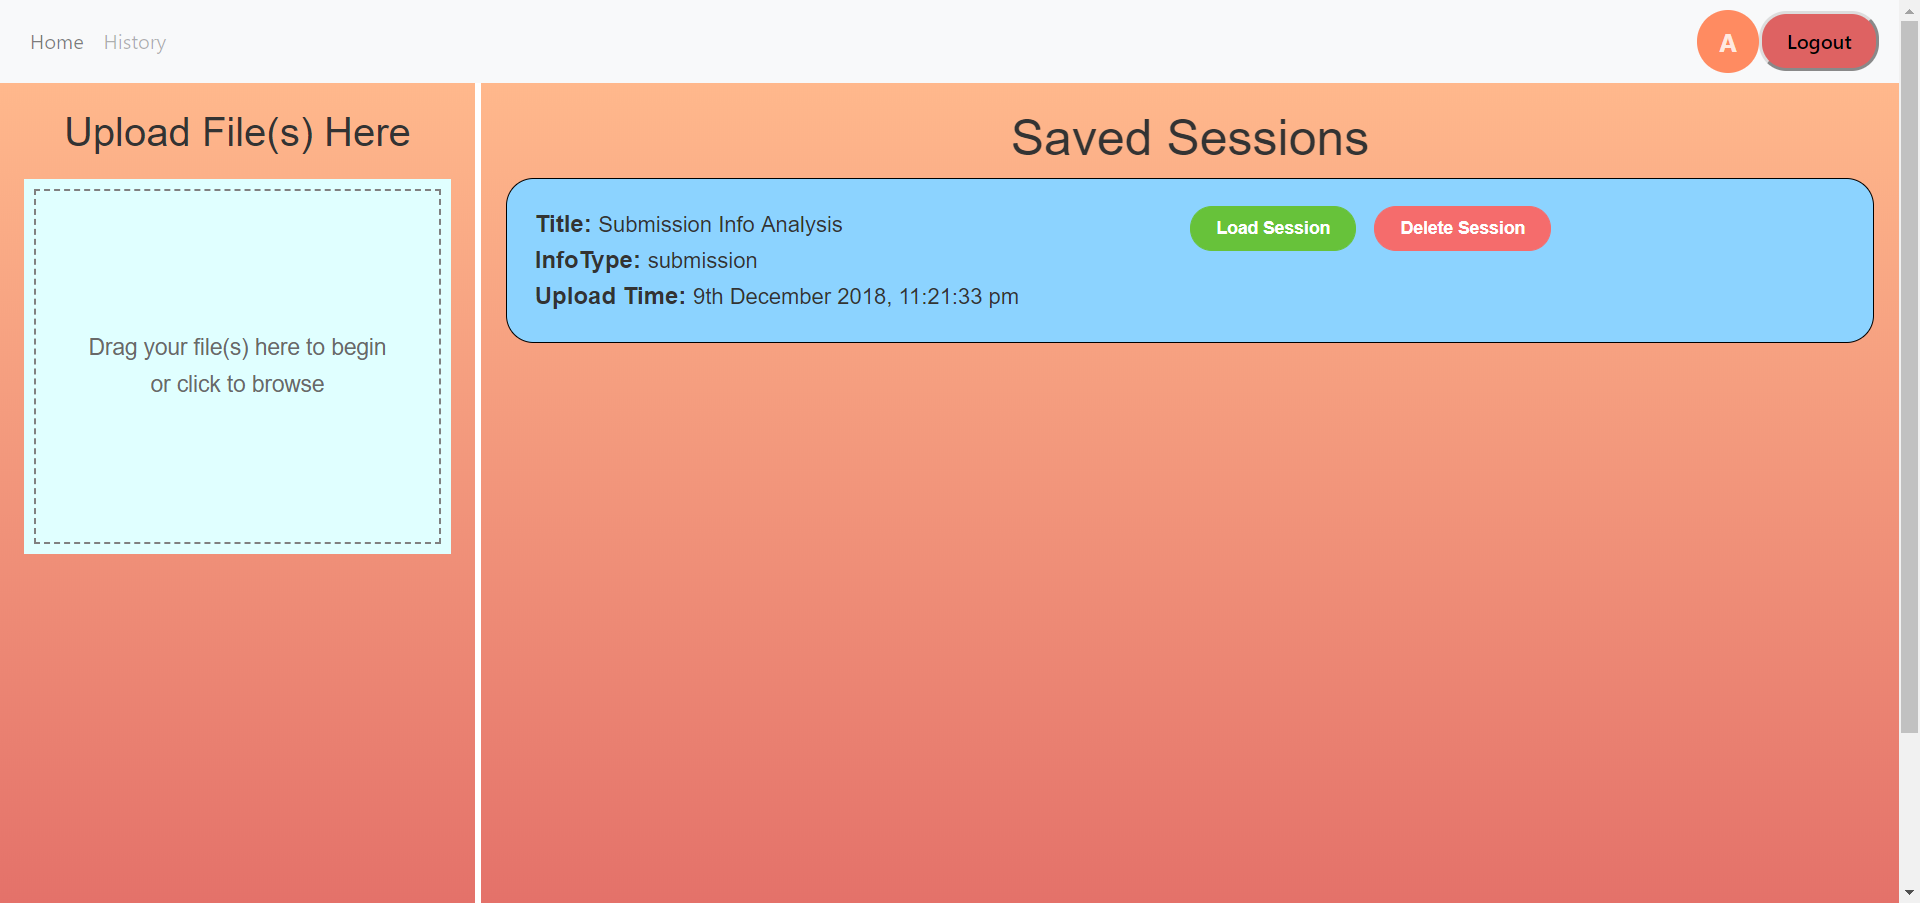 Home History
A Logout
Upload File(s) Here
Drag your file(s) here to begin
or click to browse
Saved Sessions
Title: Submission Info Analysis
InfoType: submission
Upload Time: 9th December 2018, 11:21:33 pm
Load Session Delete Session